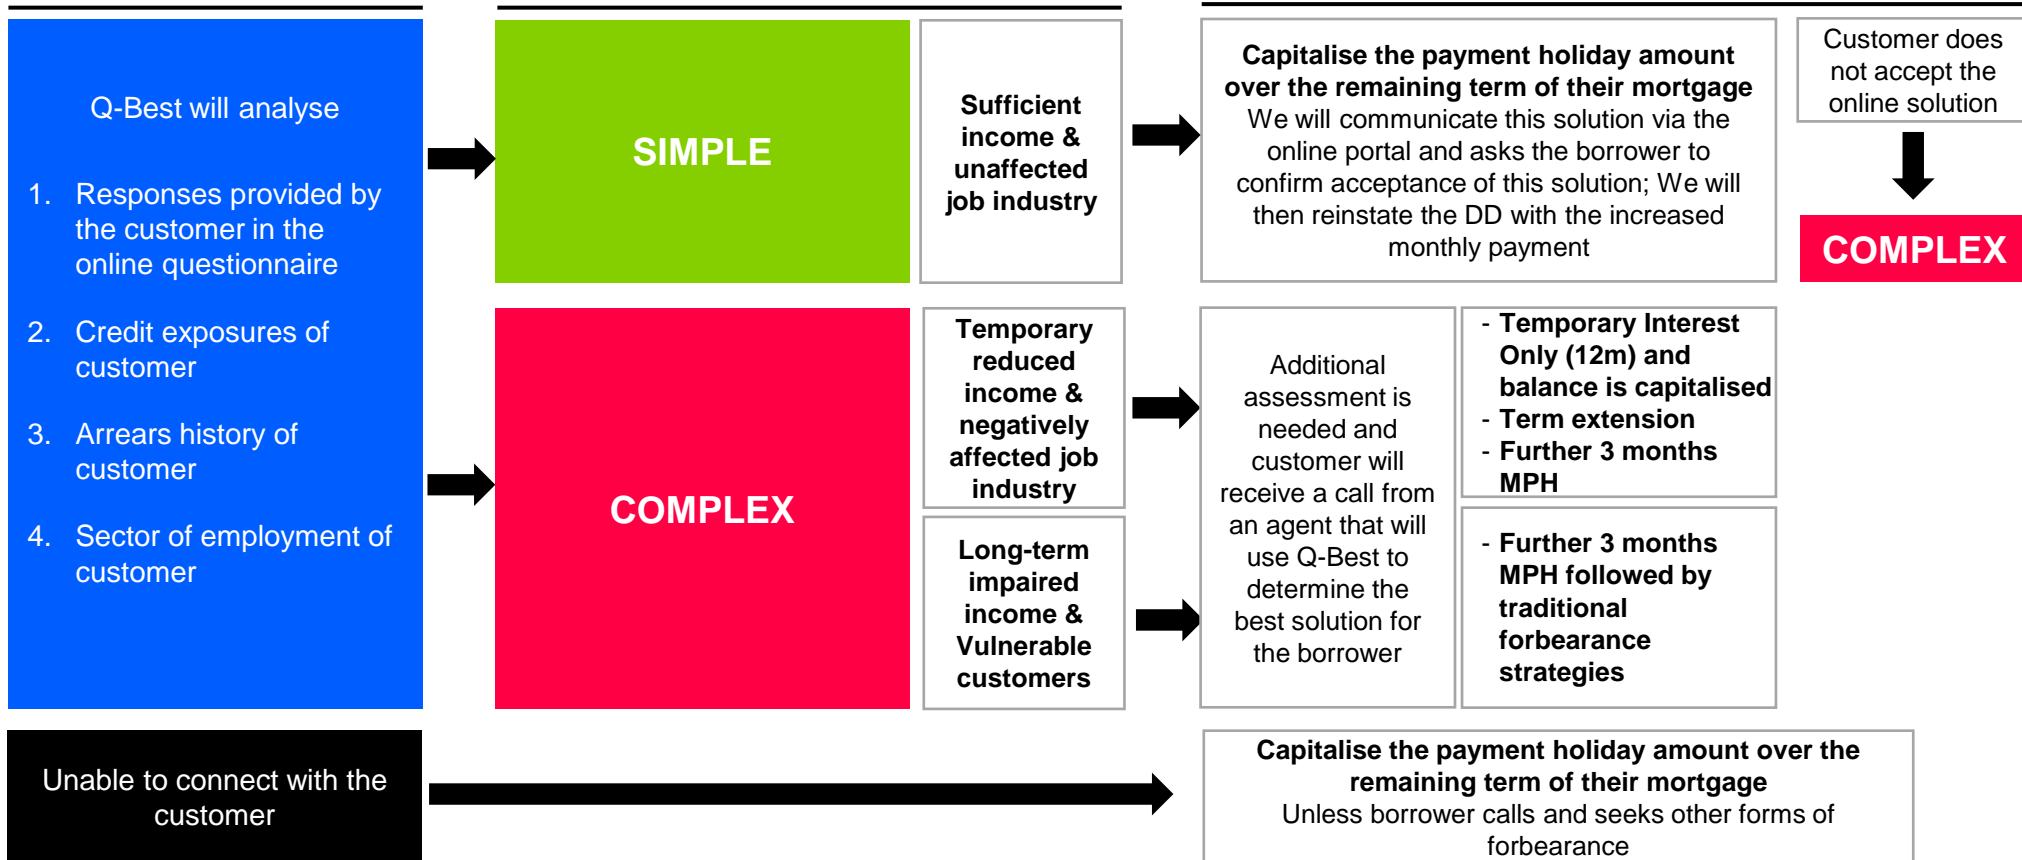 Q-Best will analyse
1. Responses provided by
the customer in the
online questionnaire
2. Credit exposures of
customer
3. Arrears history of
customer
4. Sector of employment of
customer
SIMPLE
Sufficient
income &
unaffected
job industry
Capitalise the payment holiday amount
over the remaining term of their mortgage
We will communicate this solution via the
online portal and asks the borrower to
confirm acceptance of this solution; We will
then reinstate the DD with the increased
monthly payment
Customer does
not accept the
online solution
COMPLEX
COMPLEX
Temporary
reduced
income &
negatively
affected job
industry
Long-term
impaired
income &
Vulnerable
customers
Additional
assessment is
needed and
customer will
receive a call from
an agent that will
use Q-Best to
determine the
best solution for
the borrower
- Temporary Interest
Only (12m) and
balance is capitalised
- Term extension
- Further 3 months
MPH
- Further 3 months
MPH followed by
traditional
forbearance
strategies
Unable to connect with the
customer
Capitalise the payment holiday amount over the
remaining term of their mortgage
Unless borrower calls and seeks other forms of
forbearance